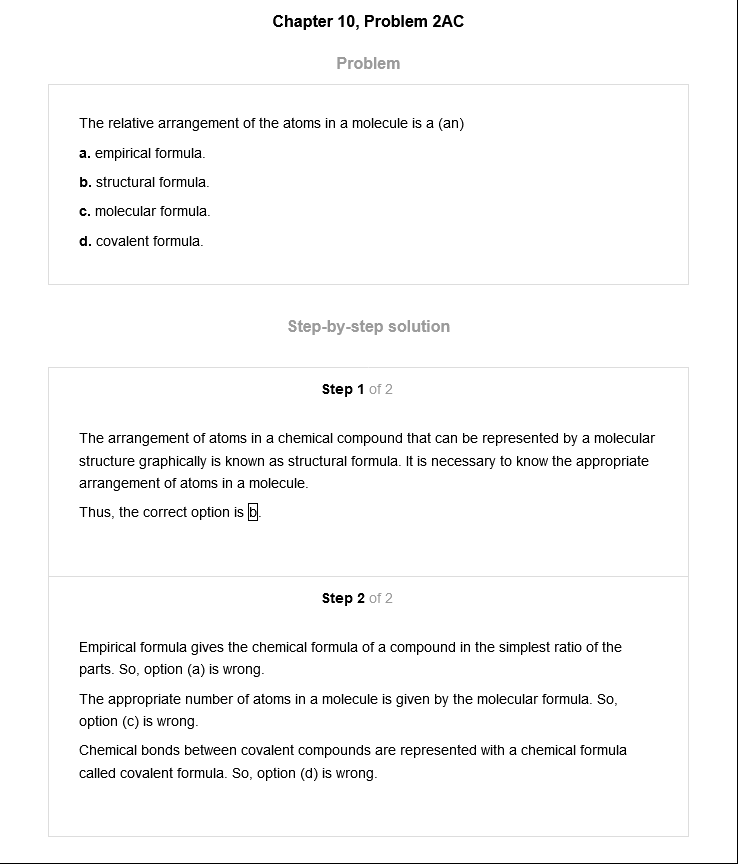 Chapter 10, Problem 2AC
Problem
The relative arrangement of the atoms in a molecule is a (an)
a. empirical formula.
b. structural formula.
c. molecular formula.
d. covalent formula.
Step-by-step solution
Step 1 of 2
The arrangement of atoms in a chemical compound that can be represented by a molecular
structure graphically is known as structural formula. It is necessary to know the appropriate
arrangement of atoms in a molecule.
Thus, the correct option is b.
Step 2 of 2
Empirical formula gives the chemical formula of a compound in the simplest ratio of the
parts. So, option (a) is wrong.
The appropriate number of atoms in a molecule is given by the molecular formula. So,
option (c) is wrong.
Chemical bonds between covalent compounds are represented with a chemical formula
called covalent formula. So, option (d) is wrong.